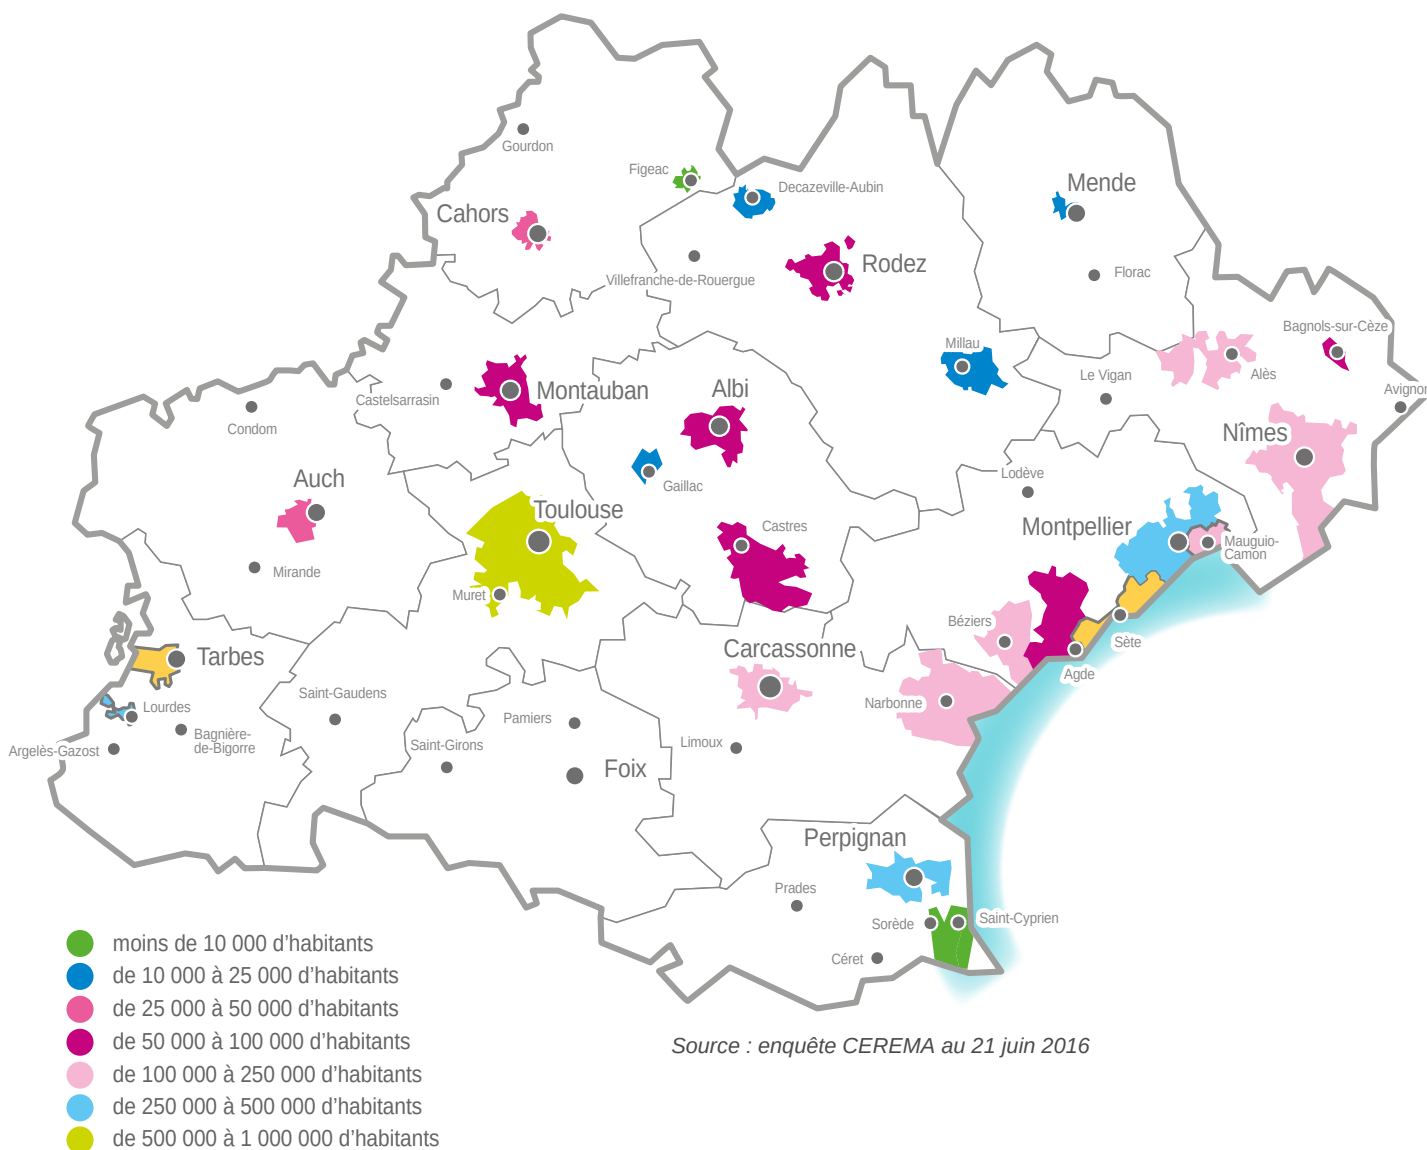 Gourdon
Figeac
Decazeville-Aubin
Mende
Cahors
Rodez
Villefranche-de-Rouergue
Florac
Bagnols-sur-Cèze
Millau
Le Vigan
Alès
Avignon
Castelsarrasin
Montauban
Albi
Condom
Nîmes
Auch
Gaillac
Lodève
Toulouse
Castres
Montpellier
Mauguio-
Camon
Mirande
Muret
Béziers
Sète
Agde
Tarbes
Carcassonne
Saint-Gaudens
Lourdes
Narbonne
Bagnière-
de-Bigorre
Argelès-Gazost
Pamiers
Saint-Girons
Limoux
Foix
Perpignan
Prades
Sorède
Saint-Cyprien
Céret
moins de 10 000 d’habitants
de 10 000 à 25 000 d’habitants
de 25 000 à 50 000 d’habitants
de 50 000 à 100 000 d’habitants
de 100 000 à 250 000 d’habitants
de 250 000 à 500 000 d’habitants
de 500 000 à 1 000 000 d’habitants
Source : enquête CEREMA au 21 juin 2016